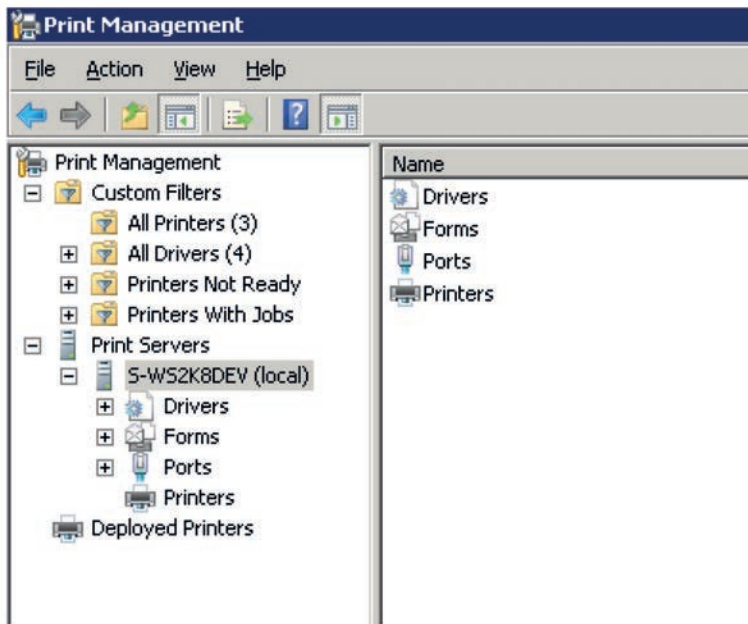 Print Management
File Action View Help
Print Management
Custom Filters
All Printers (3)
All Drivers (4)
Printers Not Ready
Printers With Jobs
Print Servers
S-WS2K8DEV (local)
Drivers
Forms
Ports
Printers
Deployed Printers
Name
Drivers
Forms
Ports
Printers